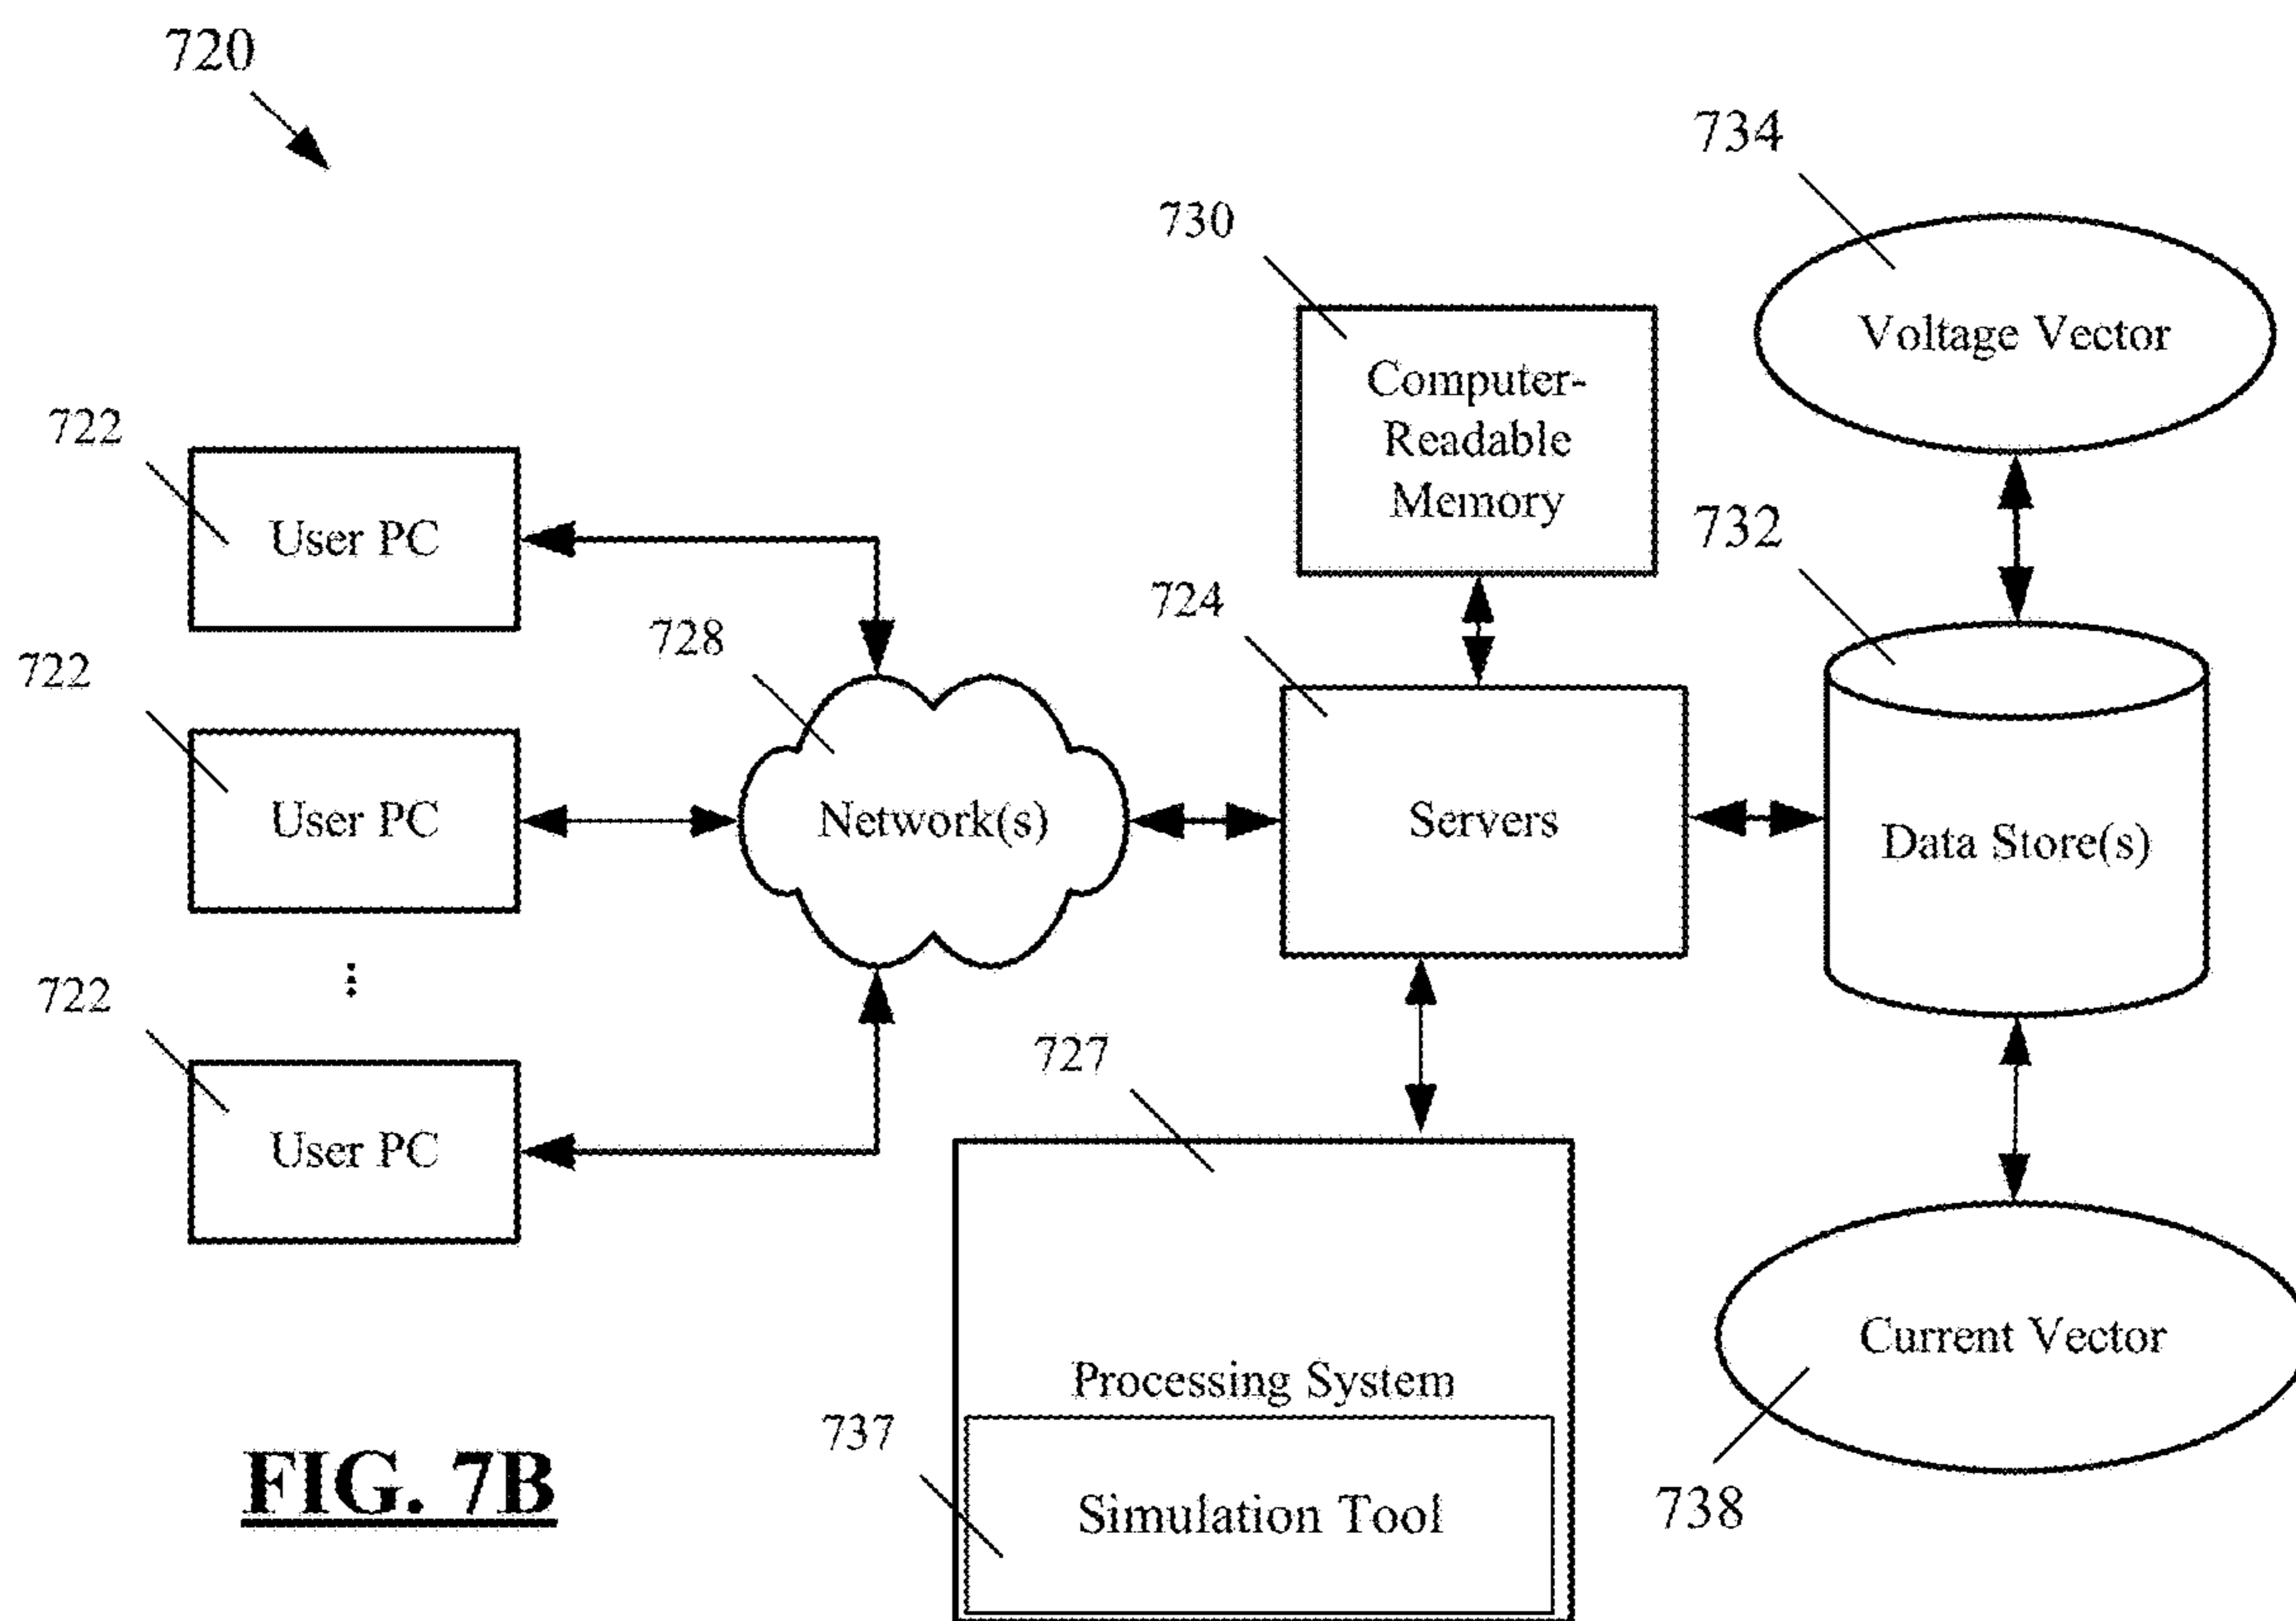 720
734
730
Voltage Vector
Computer-
Readable
Memory
722
User PC
732
724
728
722
User PC
Network(s)
Servers
Data Store(s)
722
727
User PC
Current Vector
Processing System
737
738
Simulation Tool
FIG. 7B